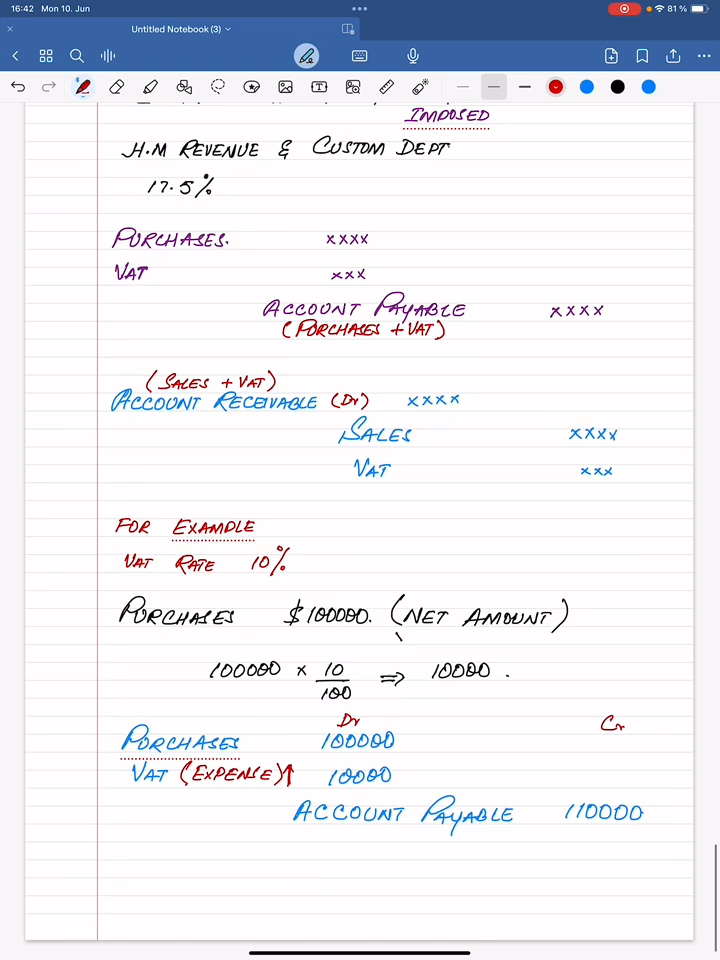 16:42 Mon 10. Jun 81 %
Untitled Notebook (3)
IMPOSED
H.M REVENUE & CUSTOM DEPT
17.5%
PURCHASES. xxxx
VAT xxx
ACCOUNT PAYABLE xxxx
(PURCHASES + VAT)
(SALES + VAT)
ACCOUNT RECEIVABLE (Dr) xxxx
SALES xxxx
VAT xxx
FOR EXAMPLE
VAT RATE 10%
PURCHASES $100000. (NET AMOUNT)
100000 x 10/100 ⇒ 10000.
Dr Cr
PURCHASES 100000
VAT (EXPENSE)↑ 10000
ACCOUNT PAYABLE 110000